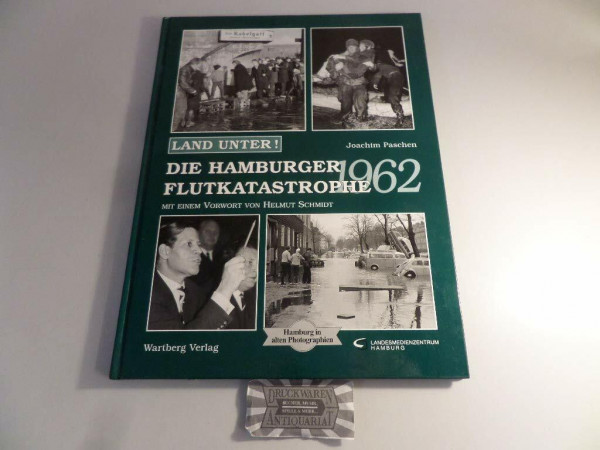 LAND UNTER!
Joachim Paschen
DIE HAMBURGER
FLUTKATASTROPHE
1962
MIT EINEM VORWORT VON HELMUT SCHMIDT
Hamburg in
alten Photographien
Wartberg Verlag
LANDESMEDIENZENTRUM
HAMBURG
DRUCKWAREN
ANTIQUARIAT